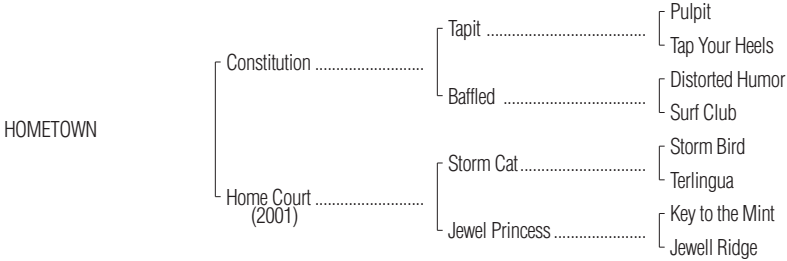 Pulpit
Tapit ....................................
Tap Your Heels
Constitution .........................
Distorted Humor
Baffled ................................
Surf Club
HOMETOWN
Storm Bird
Storm Cat.............................
Terlingua
Home Court .........................
(2001)
Key to the Mint
Jewel Princess.....................
Jewell Ridge